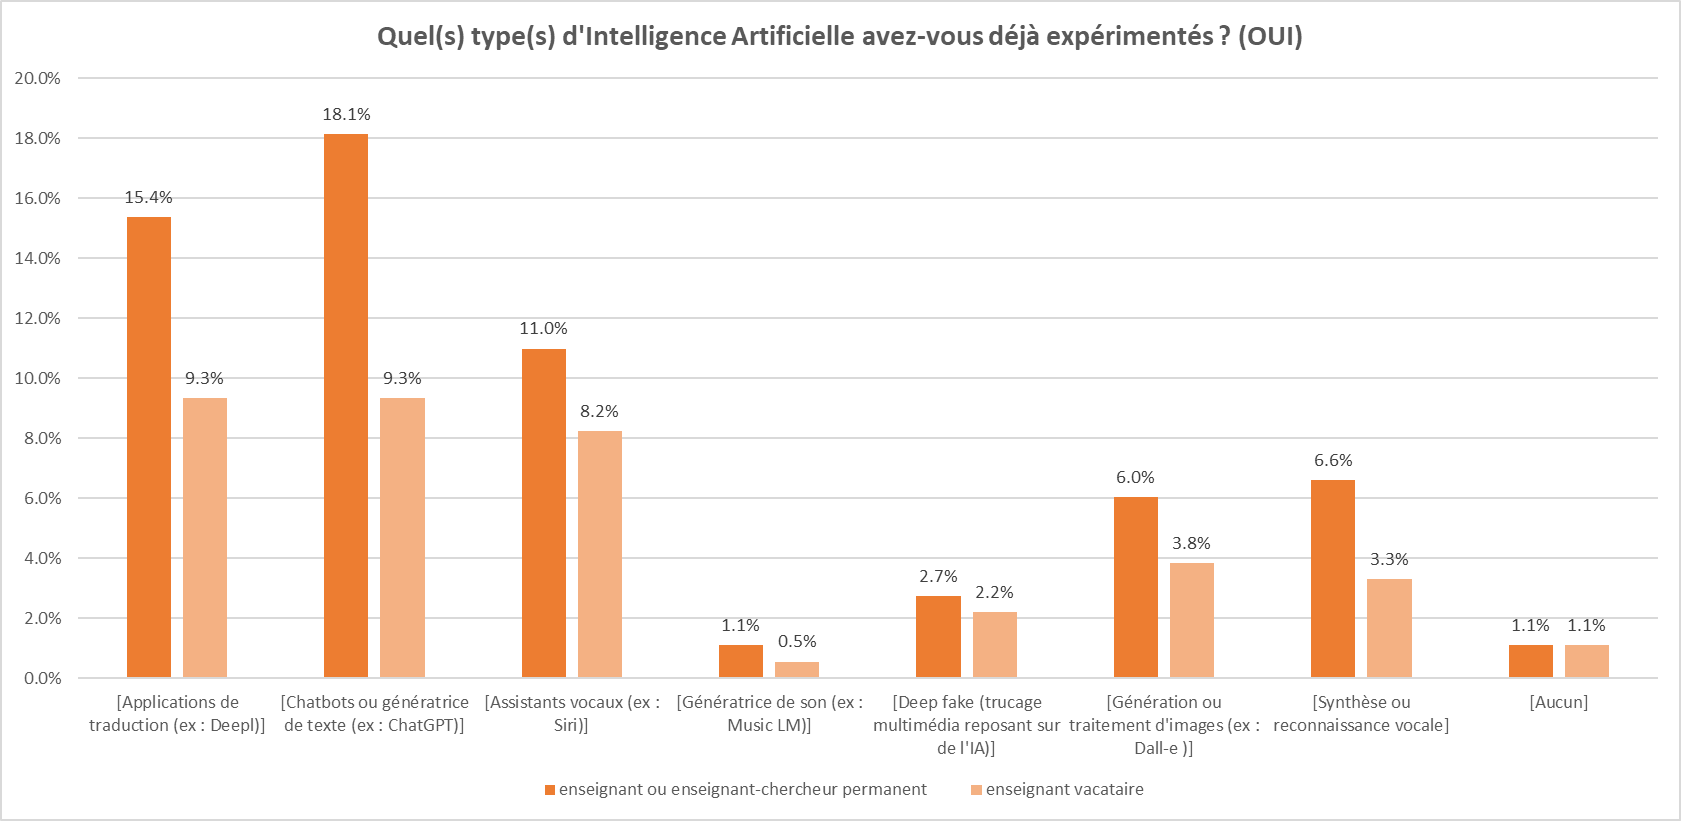 Quel(s) type(s) d'Intelligence Artificielle avez-vous déjà expérimentés ? (OUI)
20.0%
18.0%
16.0%
14.0%
12.0%
10.0%
8.0%
6.0%
4.0%
2.0%
0.0%
15.4%
9.3%
18.1%
9.3%
11.0%
8.2%
1.1%
0.5%
2.7%
2.2%
6.0%
3.8%
6.6%
3.3%
1.1%
1.1%
[Applications de
traduction (ex : Deepl)]
[Chatbots ou génératrice
de texte (ex : ChatGPT)]
[Assistants vocaux (ex :
Siri)]
[Génératrice de son (ex :
Music LM)]
[Deep fake (trucage
multimédia reposant sur
de l'IA)]
[Génération ou
traitement d'images (ex :
Dall-e )]
[Synthèse ou
reconnaissance vocale]
[Aucun]
enseignant ou enseignant-chercheur permanent
enseignant vacataire